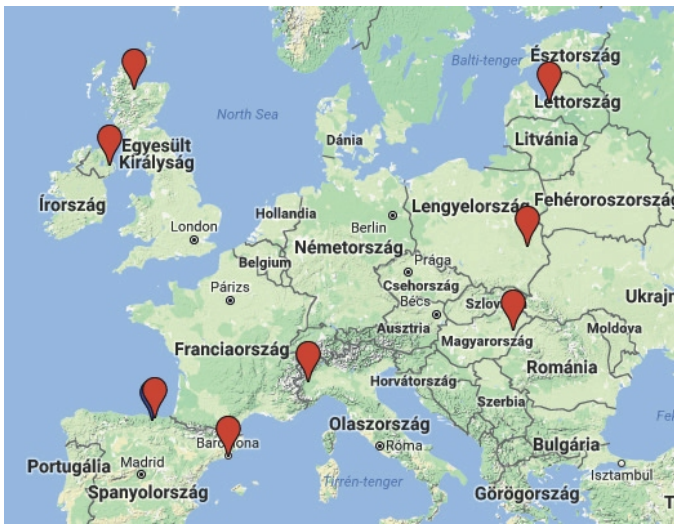 Balti-tenger
Észtország
Lettország
North Sea
Dánia
Litvánia
Egyesült
Királyság
Írország
Hollandia
Berlin
Lengyelország
Fehéroroszország
London
Németország
Belgium
Prága
Csehország
Párizs
Bécs
Ukraj
Ausztria
Magyarország
Moldova
Franciaország
Románia
Horvátország
Szerbia
Olaszország
Barcelona
Róma
Bulgária
Portugália
Madrid
Isztambul
Spanyolország
Tirrén-tenger
Görögország